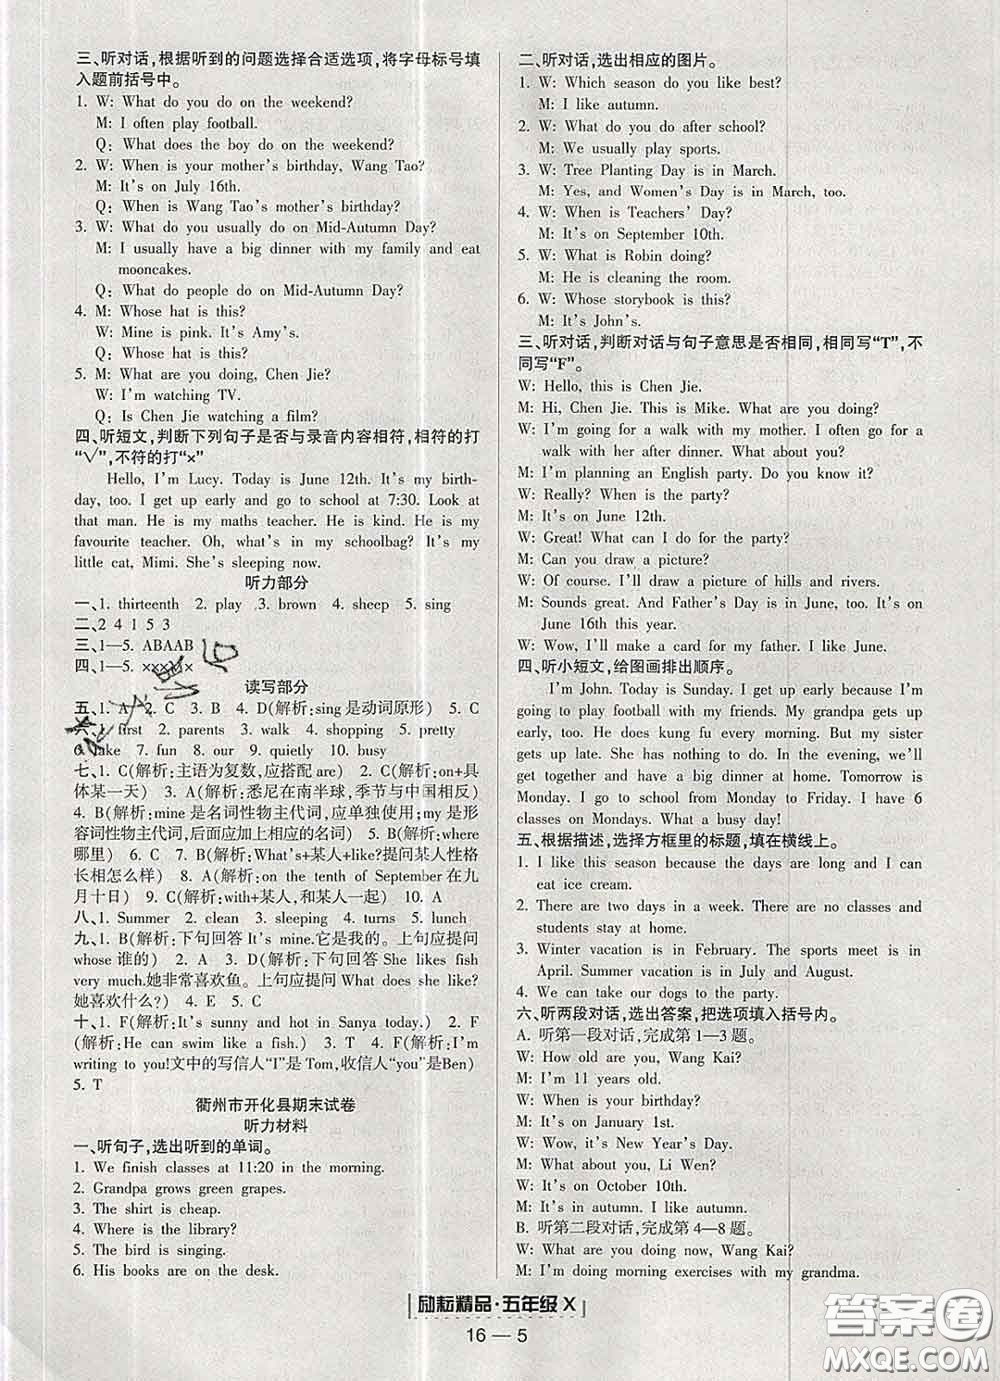 三、听对话,根据听到的问题选择合适选项,将字母标号填
入题前括号中。
1. W: What do you do on the weekend?
M: I often play football.
Q: What does the boy do on the weekend?
2. W: When is your mother's birthday, Wang Tao?
M: It's on July 16th.
Q: When is Wang Tao's mother's birthday?
3. W: What do you usually do on Mid-Autumn Day?
M: I usually have a big dinner with my family and eat
mooncakes.
Q: What do people do on Mid-Autumn Day?
4. M: Whose hat is this?
W: Mine is pink. It's Amy's.
Q: Whose hat is this?
5. M: What are you doing, Chen Jie?
W: I'm watching TV.
Q: Is Chen Jie watching a film?
四、听短文,判断下列句子是否与录音内容相符,相符的打
“√”,不符的打“×”
Hello, I'm Lucy. Today is June 12th. It's my birth-
day, too. I get up early and go to school at 7:30. Look at
that man. He is my maths teacher. He is kind. He is my
favourite teacher. Oh, what's in my schoolbag? It's my
little cat, Mimi. She's sleeping now.
听力部分
一、1. thirteenth 2. play 3. brown 4. sheep 5. sing
二、2 4 1 5 3
三、1—5. ABAAB
四、1—5. ×××××
读写部分
五、1. A 2. C 3. B 4. D(解析:sing是动词原形) 5. C
六、1. first 2. parents 3. walk 4. shopping 5. pretty
6. take 7. fun 8. our 9. quietly 10. busy
七、1. C(解析:主语为复数,应搭配are) 2. C(解析:on+具
体某一天) 3. A(解析:悉尼在南半球,季节与中国相反)
4. B(解析:mine是名词性物主代词,应单独使用;my是形
容词性物主代词,后面应加上相应的名词) 5. B(解析:where
哪里) 6. C 7. B(解析:What's+某人+like?提问某人性格
长相怎么样) 8. A(解析:on the tenth of September在九
月十日) 9. C(解析:with+某人,和某人一起) 10. A
八、1. Summer 2. clean 3. sleeping 4. turns 5. lunch
九、1. B(解析:下句回答It's mine.它是我的。上句应提问
whose谁的) 2. A 3. D(解析:下句回答She likes fish
very much.她非常喜欢鱼。上句应提问What does she like?
她喜欢什么?) 4. E 5. C
十、1. F(解析:It's sunny and hot in Sanya today.) 2. F
(解析:He can swim like a fish.) 3. T 4. F(解析:I'm
writing to you!文中的写信人“I”是Tom,收信人“you”是Ben)
5. T
衢州市开化县期末试卷
听力材料
一、听句子,选出听到的单词。
1. We finish classes at 11:20 in the morning.
2. Grandpa grows green grapes.
3. The shirt is cheap.
4. Where is the library?
5. The bird is singing.
6. His books are on the desk.
二、听对话,选出相应的图片。
1. W: Which season do you like best?
M: I like autumn.
2. W: What do you do after school?
M: We usually play sports.
3. W: Tree Planting Day is in March.
M: Yes, and Women's Day is in March, too.
4. W: When is Teachers' Day?
M: It's on September 10th.
5. W: What is Robin doing?
M: He is cleaning the room.
6. W: Whose storybook is this?
M: It's John's.
三、听对话,判断对话与句子意思是否相同,相同写“T”,不
同写“F”。
W: Hello, this is Chen Jie.
M: Hi, Chen Jie. This is Mike. What are you doing?
W: I'm going for a walk with my mother. I often go for a
walk with her after dinner. What about you?
M: I'm planning an English party. Do you know it?
W: Really? When is the party?
M: It's on June 12th.
W: Great! What can I do for the party?
M: Can you draw a picture?
W: Of course. I'll draw a picture of hills and rivers.
M: Sounds great. And Father's Day is in June, too. It's on
June 16th this year.
W: Wow, I'll make a card for my father.
四、听小短文,给图画排出顺序。
I'm John. Today is Sunday. I get up early because I'm
going to play football with my friends. My grandpa gets up
early, too. He does kung fu every morning. But my sister
gets up late. She has nothing to do. In the evening, we'll
get together and have a big dinner at home. Tomorrow is
Monday. I go to school from Monday to Friday. I have 6
classes on Mondays. What a busy day!
五、根据描述,选择方框里的标题,填在横线上。
1. I like this season because the days are long and I can
eat ice cream.
2. There are two days in a week. There are no classes and
students stay at home.
3. Winter vacation is in February. The sports meet is in
April. Summer vacation is in July and August.
4. We can take our dogs to the party.
六、听两段对话,选出答案,把选项填入括号内。
A. 听第一段对话,完成第1—3题。
W: How old are you, Wang Kai?
M: I'm 11 years old.
W: When is your birthday?
M: It's on January 1st.
W: Wow, it's New Year's Day.
M: What about you, Li Wen?
W: It's on October 10th.
M: It's in autumn. I like autumn.
B. 听第二段对话,完成第4—8题。
W: What are you doing now, Wang Kai?
M: I'm doing morning exercises with my grandma.
励耘精品·五年级 X
16 — 5
答案卷
MXQE.COM